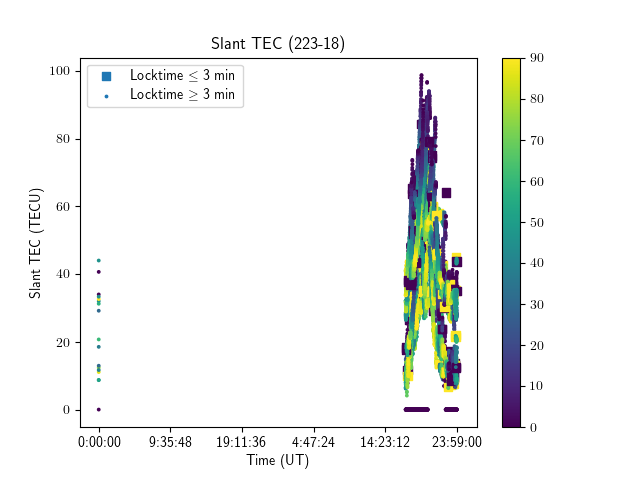 Slant TEC (223-18)
Locktime ≤ 3 min
Locktime ≥ 3 min
Slant TEC (TECU)
100
80
60
40
20
0
0:00:00 9:35:48 19:11:36 4:47:24 14:23:12 23:59:00
Time (UT)
90
80
70
60
50
40
30
20
10
0